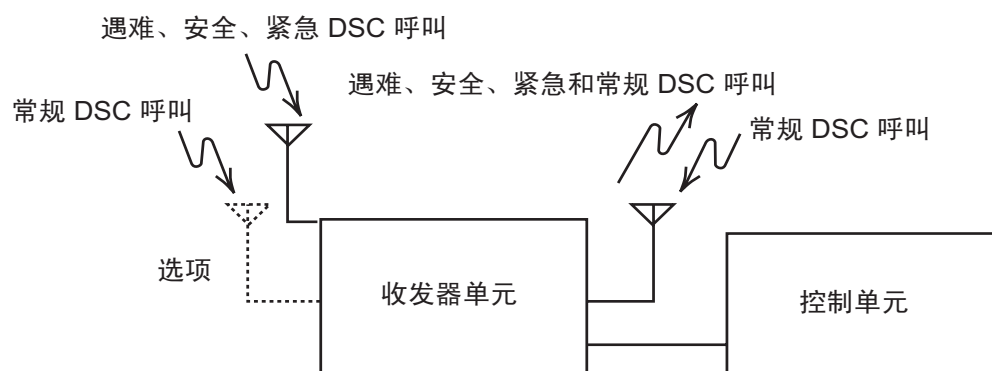 遇难、安全、紧急 DSC 呼叫
遇难、安全、紧急和常规 DSC 呼叫
常规 DSC 呼叫
常规 DSC 呼叫
选项
收发器单元
控制单元